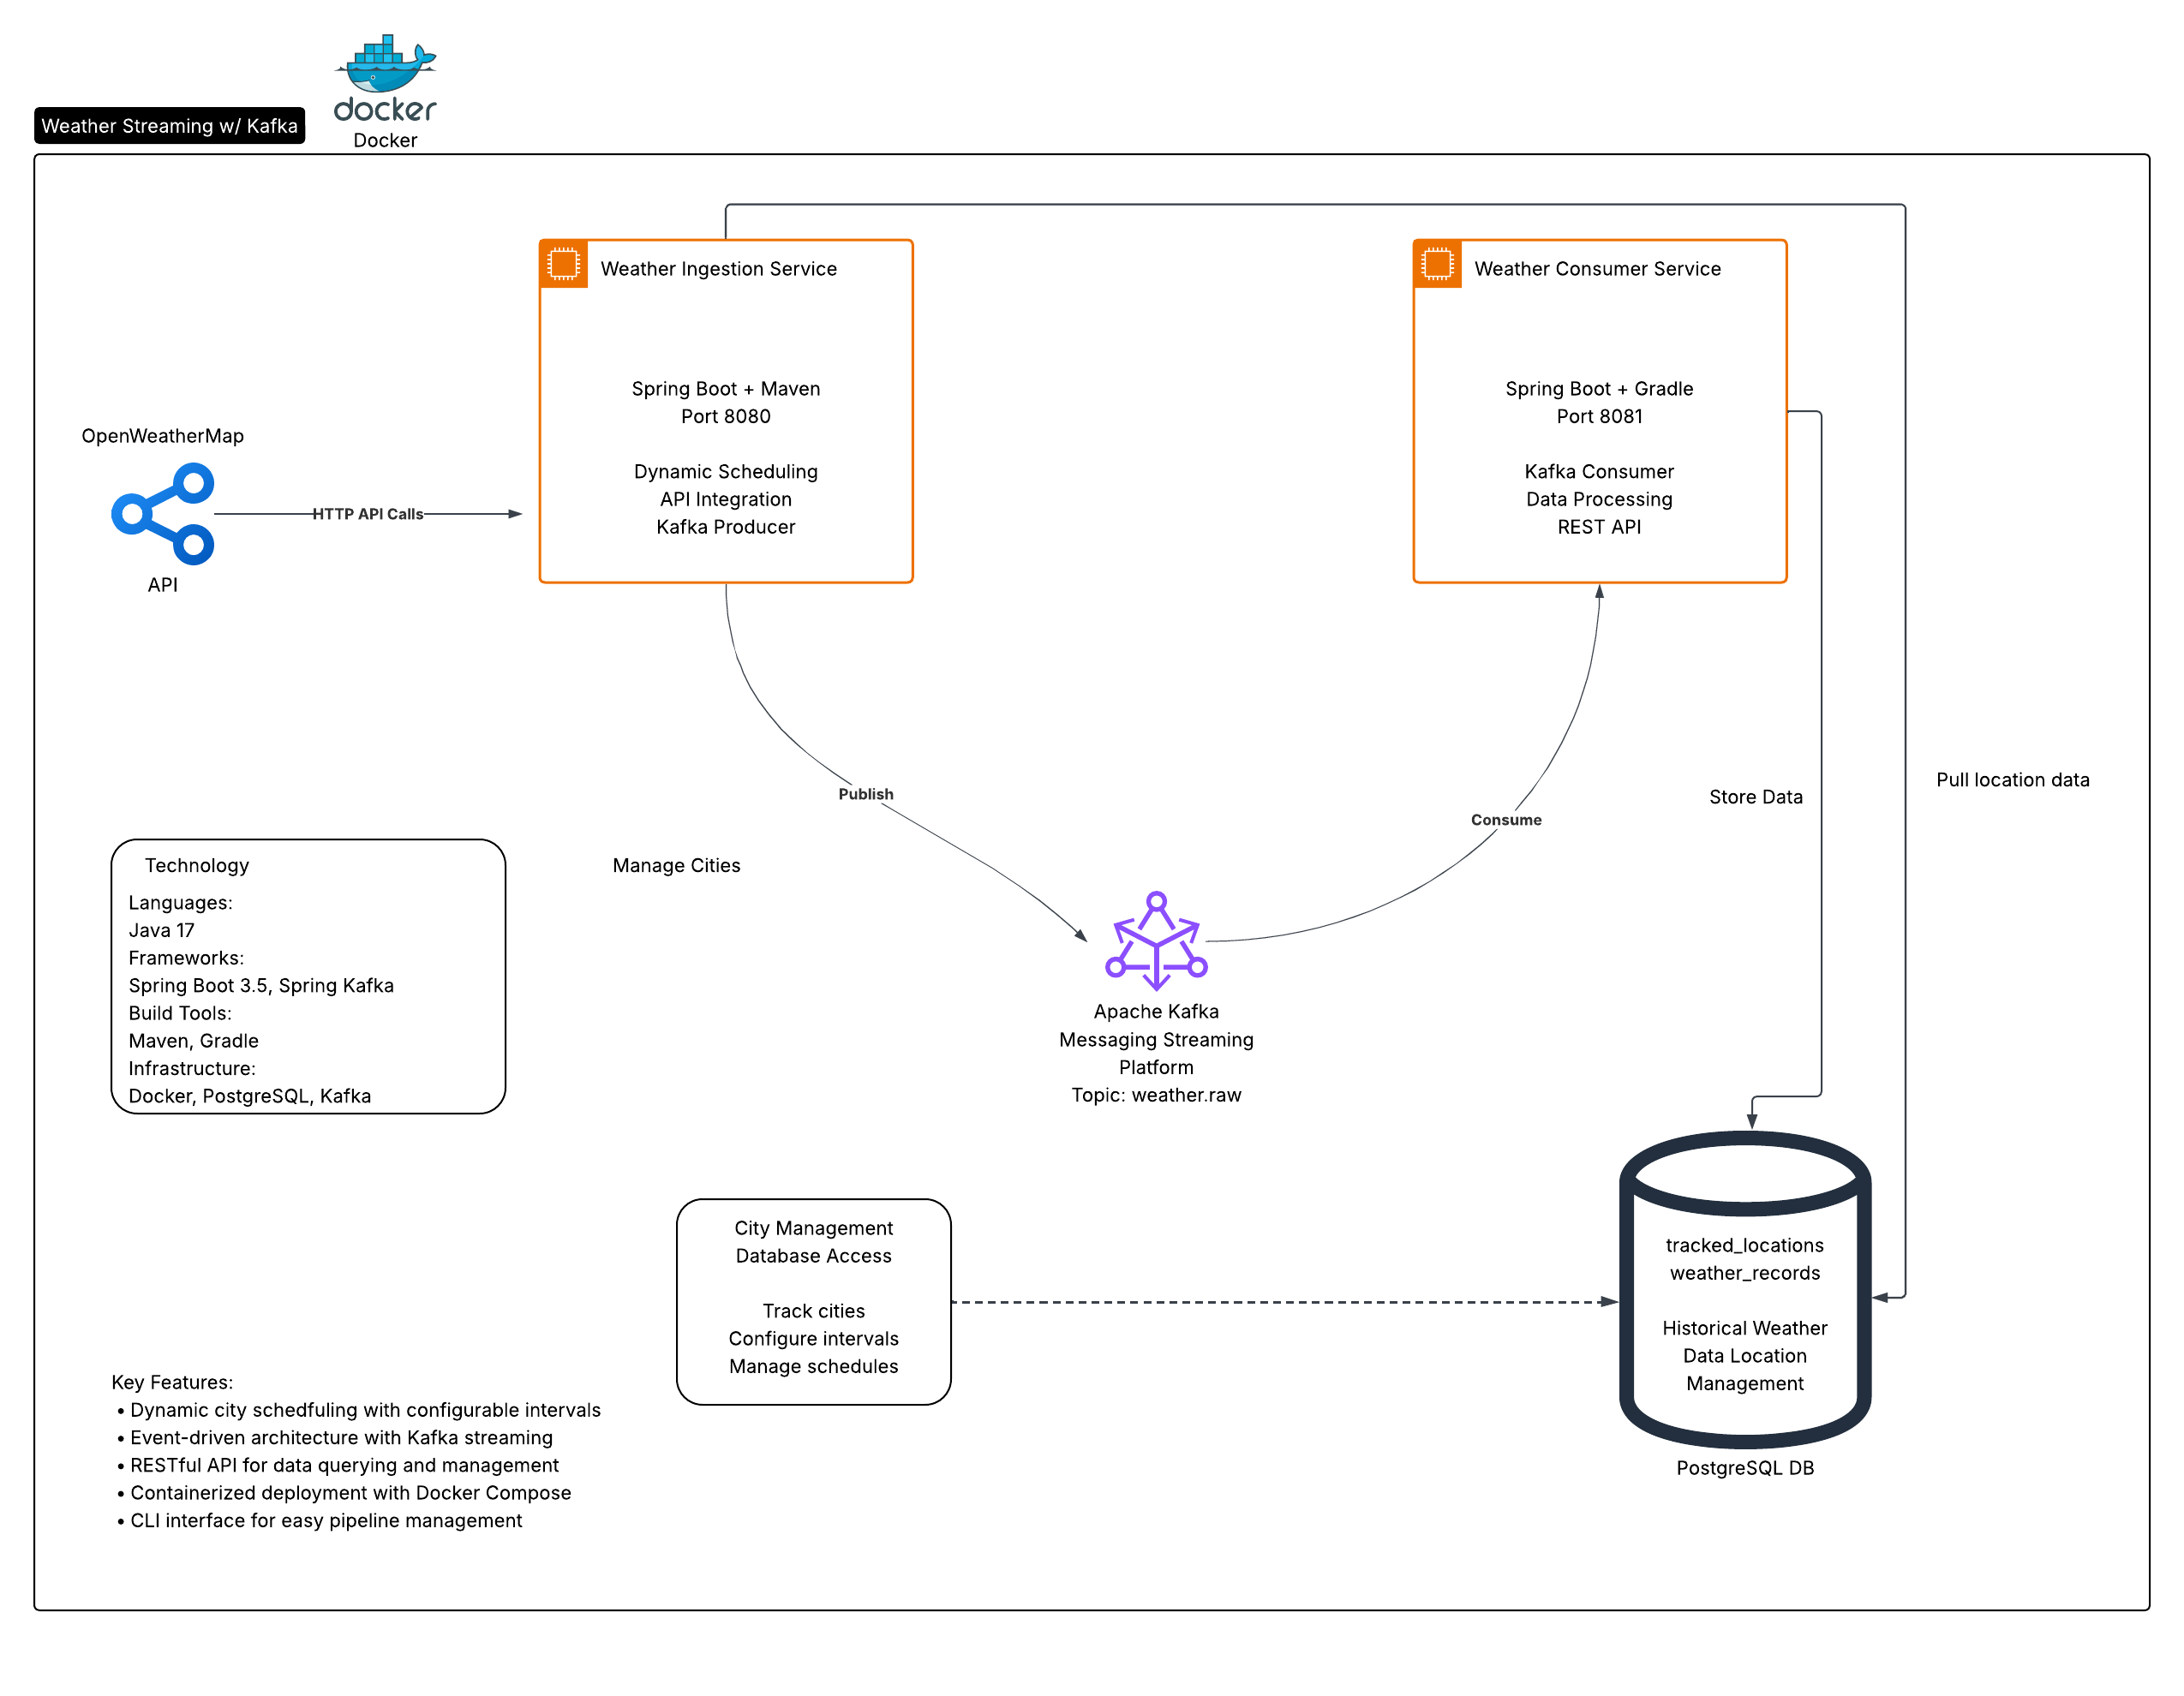 docker
Docker
Weather Streaming w/ Kafka
Weather Ingestion Service
Spring Boot + Maven
Port 8080
Dynamic Scheduling
API Integration
Kafka Producer
Weather Consumer Service
Spring Boot + Gradle
Port 8081
Kafka Consumer
Data Processing
REST API
OpenWeatherMap
API
HTTP API Calls
Publish
Consume
Store Data
Pull location data
Manage Cities
Technology
Languages:
Java 17
Frameworks:
Spring Boot 3.5, Spring Kafka
Build Tools:
Maven, Gradle
Infrastructure:
Docker, PostgreSQL, Kafka
Apache Kafka
Messaging Streaming
Platform
Topic: weather.raw
City Management
Database Access
Track cities
Configure intervals
Manage schedules
tracked_locations
weather_records
Historical Weather
Data Location
Management
PostgreSQL DB
Key Features:
• Dynamic city schedfuling with configurable intervals
• Event-driven architecture with Kafka streaming
• RESTful API for data querying and management
• Containerized deployment with Docker Compose
• CLI interface for easy pipeline management